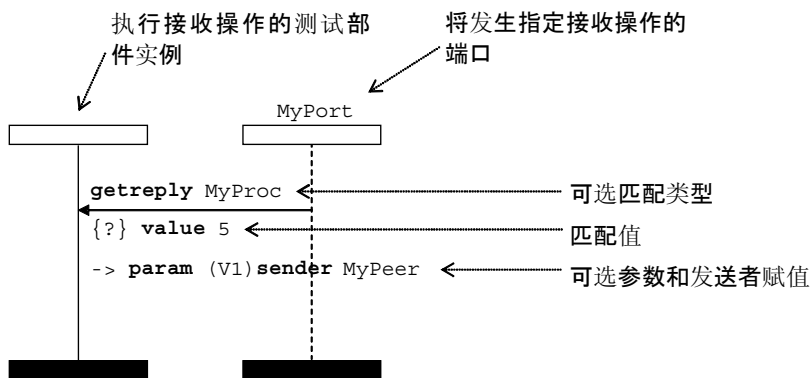 执行接收操作的测试部
件实例
将发生指定接收操作的
端口
MyPort
getreply MyProc
可选匹配类型
{?} value 5
匹配值
-> param (V1)sender MyPeer
可选参数和发送者赋值